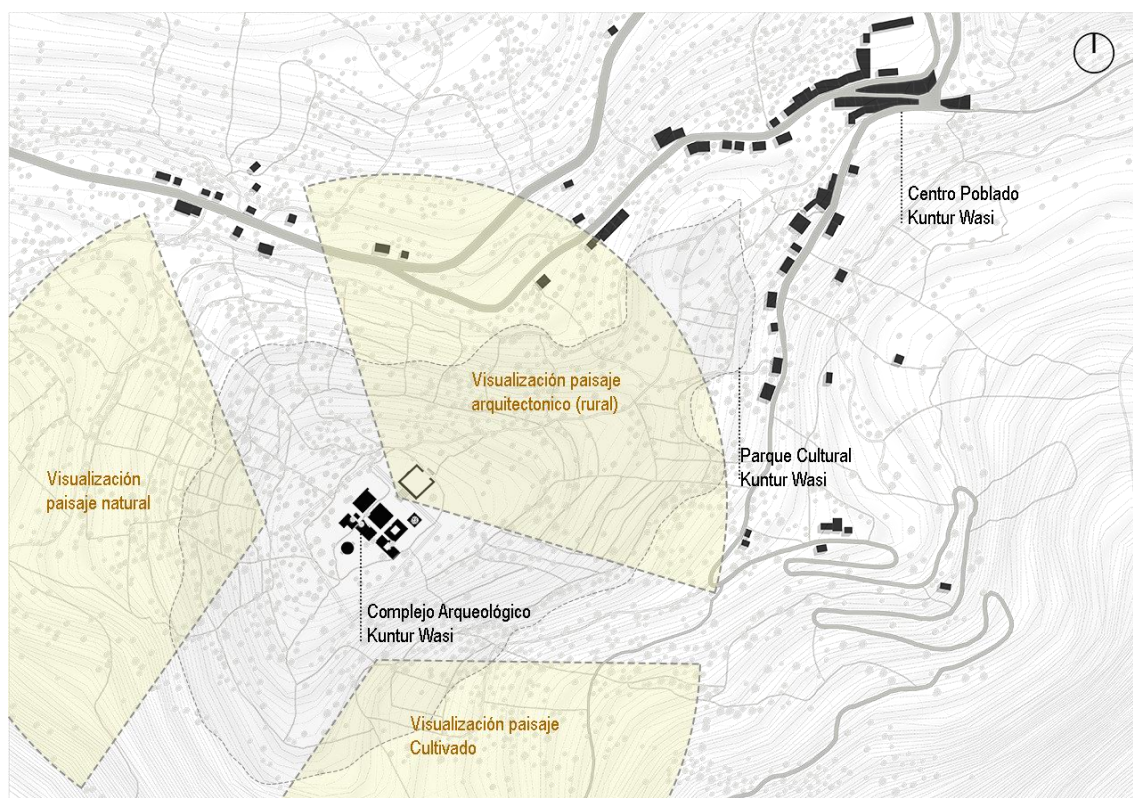 Centro Poblado
Kuntur Wasi
Visualización paisaje
arquitectonico (rural)
Parque Cultural
Kuntur Wasi
Visualización
paisaje natural
Complejo Arqueológico
Kuntur Wasi
Visualización paisaje
Cultivado